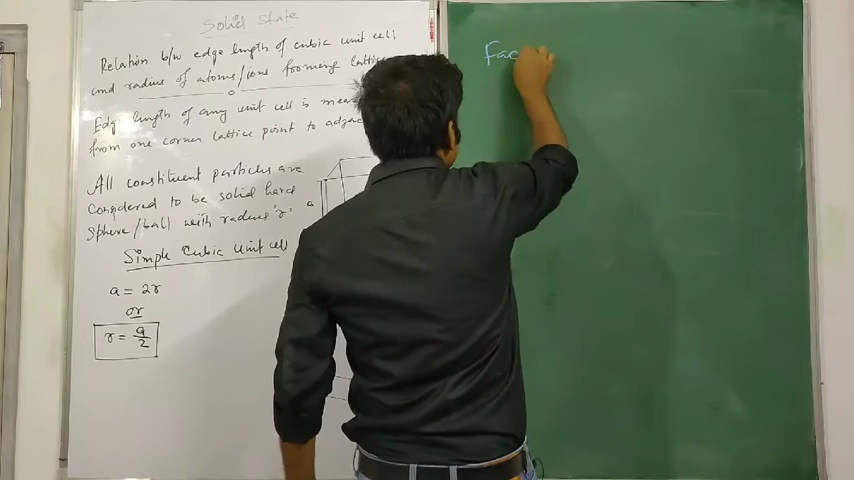 Solid State
Relation b/w edge length of cubic unit cell
and radius of atoms/ions forming lattice
Edge length of any unit cell is
from one corner lattice point to
All constituent particles are
Considered to be solid hard
Sphere/ball with radius 'r'
a
Simple Cubic Unit cell
a = 2r
or
r = a/2
Fac